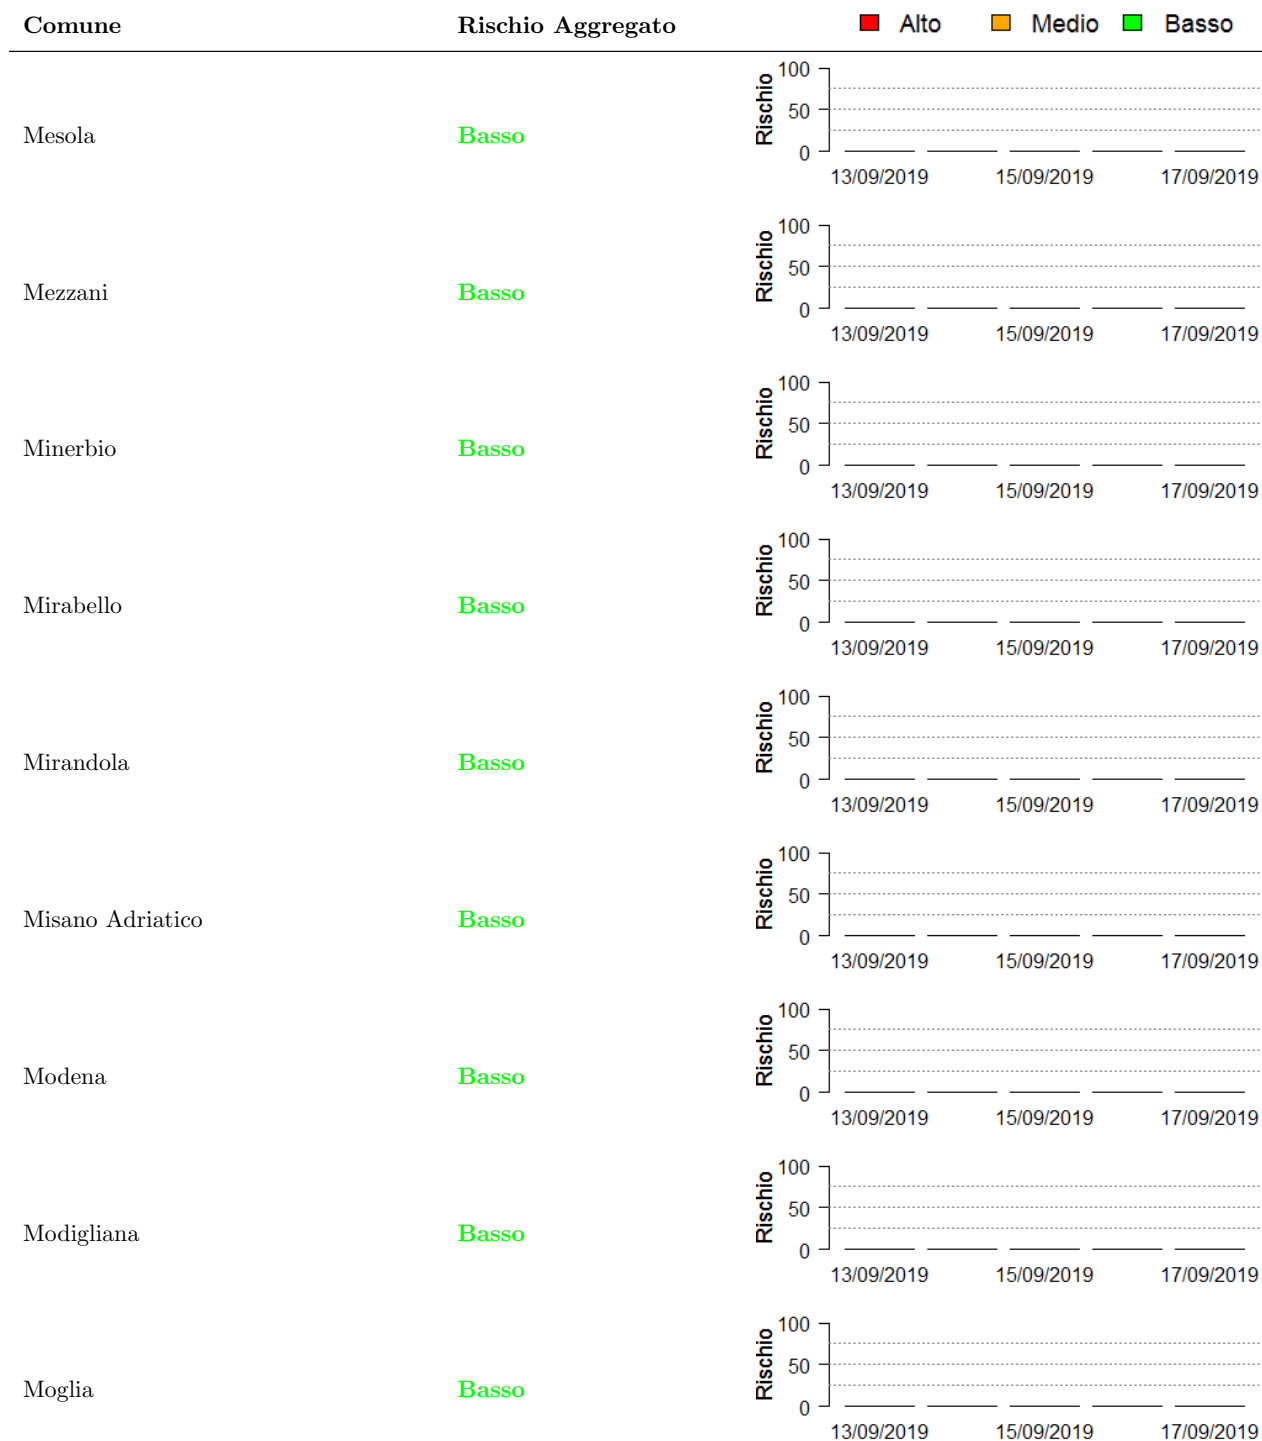 Comune Rischio Aggregato Alto Medio Basso
Mesola Basso Rischio 100 50 0
13/09/2019 15/09/2019 17/09/2019
Mezzani Basso Rischio 100 50 0
13/09/2019 15/09/2019 17/09/2019
Minerbio Basso Rischio 100 50 0
13/09/2019 15/09/2019 17/09/2019
Mirabello Basso Rischio 100 50 0
13/09/2019 15/09/2019 17/09/2019
Mirandola Basso Rischio 100 50 0
13/09/2019 15/09/2019 17/09/2019
Misano Adriatico Basso Rischio 100 50 0
13/09/2019 15/09/2019 17/09/2019
Modena Basso Rischio 100 50 0
13/09/2019 15/09/2019 17/09/2019
Modigliana Basso Rischio 100 50 0
13/09/2019 15/09/2019 17/09/2019
Moglia Basso Rischio 100 50 0
13/09/2019 15/09/2019 17/09/2019